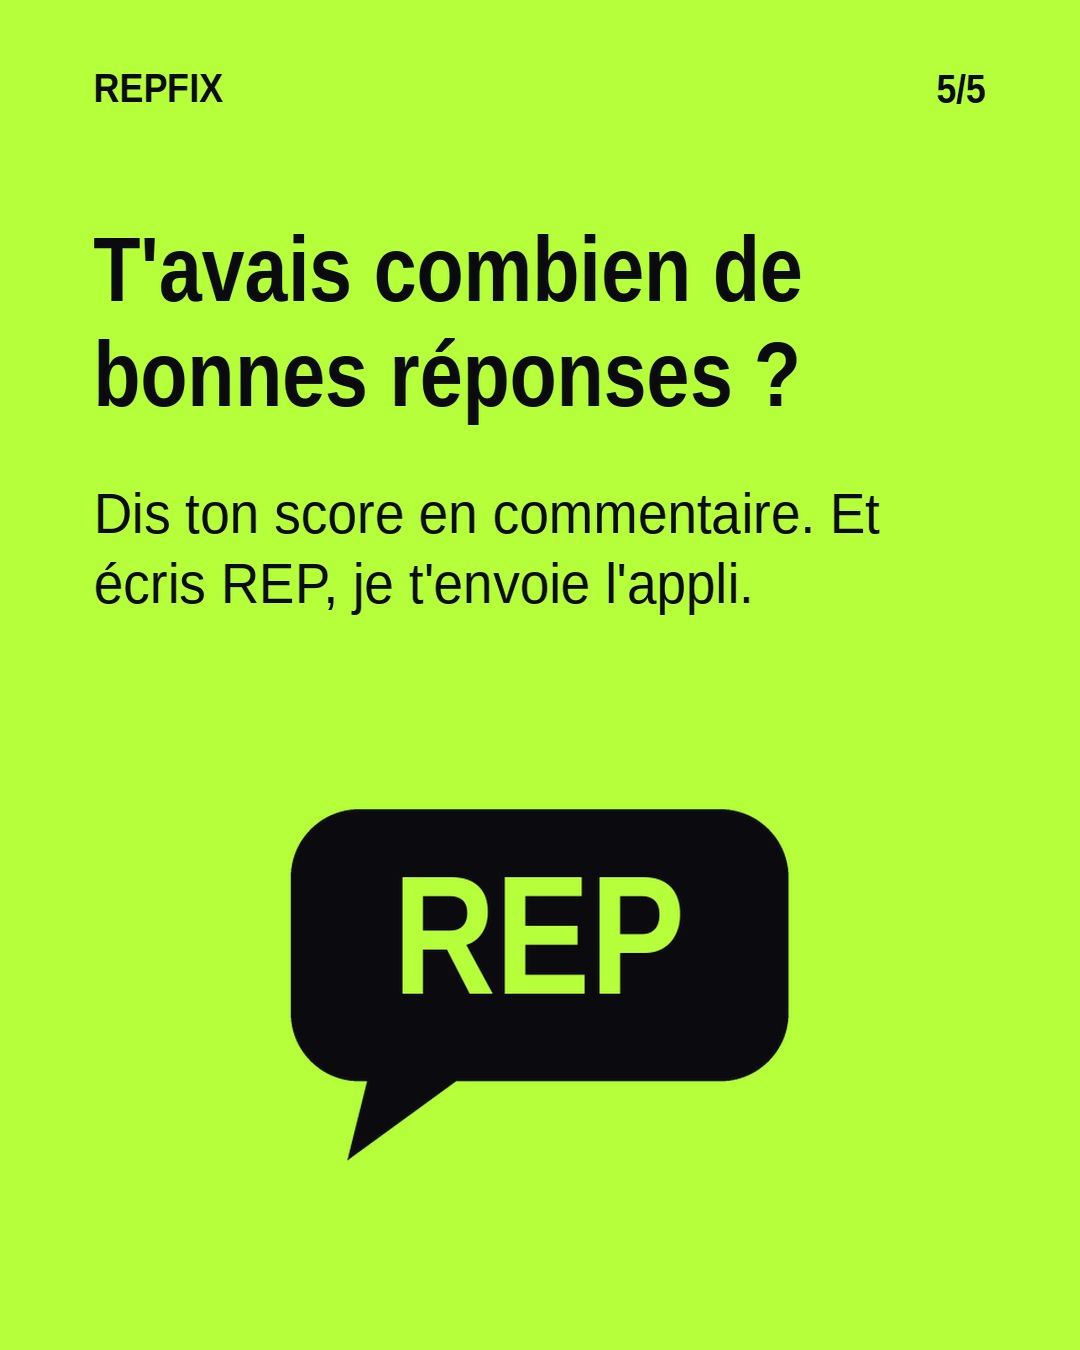 REPFIX
5/5
T'avais combien de
bonnes réponses ?
Dis ton score en commentaire. Et
écris REP, je t'envoie l'appli.
REP